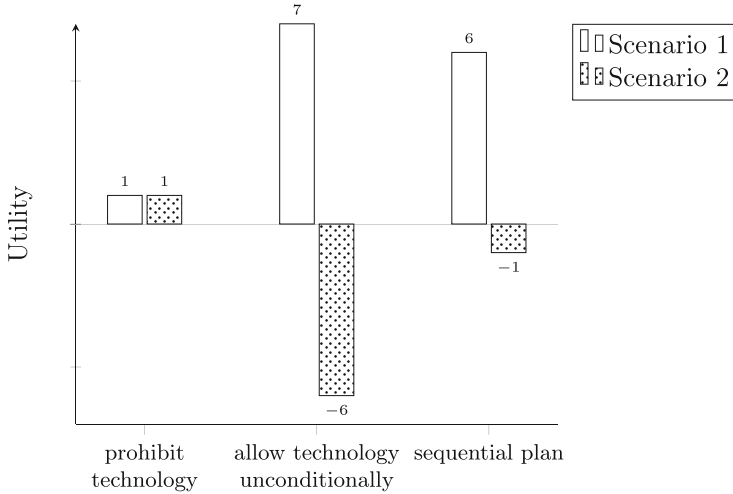 7
6
1
1
−1
−6
Utility
prohibit
technology
allow technology
unconditionally
sequential plan
Scenario 1
Scenario 2